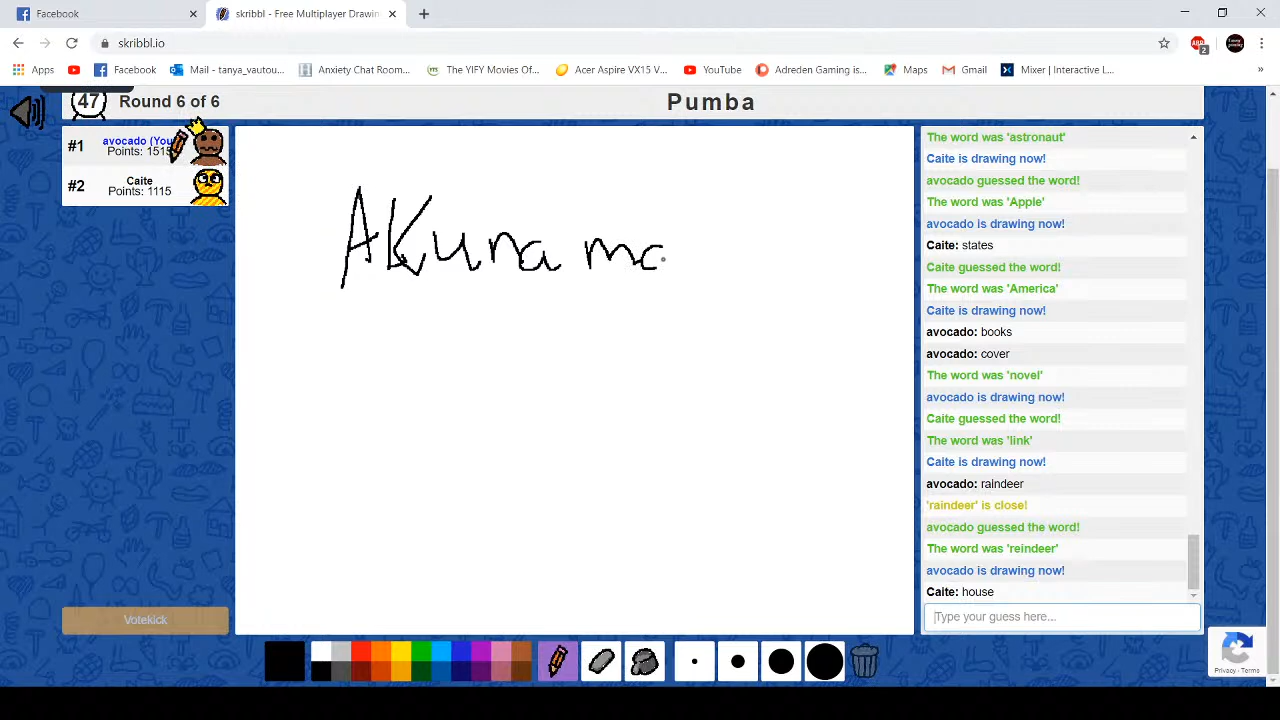 Facebook
skribbl - Free Multiplayer Drawin
skribbl.io
ABP
2
Apps
Facebook
Mail - tanya_vautou...
Anxiety Chat Room...
The YIFY Movies Of...
Acer Aspire VX15 V...
YouTube
Adreden Gaming is...
Maps
Gmail
Mixer | Interactive L...
47
Round 6 of 6
Pumba
#1
avocado (You
Points: 1515
#2
Caite
Points: 1115
AKuna ma
The word was 'astronaut'
Caite is drawing now!
avocado guessed the word!
The word was 'Apple'
avocado is drawing now!
Caite: states
Caite guessed the word!
The word was 'America'
Caite is drawing now!
avocado: books
avocado: cover
The word was 'novel'
avocado is drawing now!
Caite guessed the word!
The word was 'link'
Caite is drawing now!
avocado: raindeer
'raindeer' is close!
avocado guessed the word!
The word was 'reindeer'
avocado is drawing now!
Caite: house
Type your guess here...
Votekick
Privacy - Terms